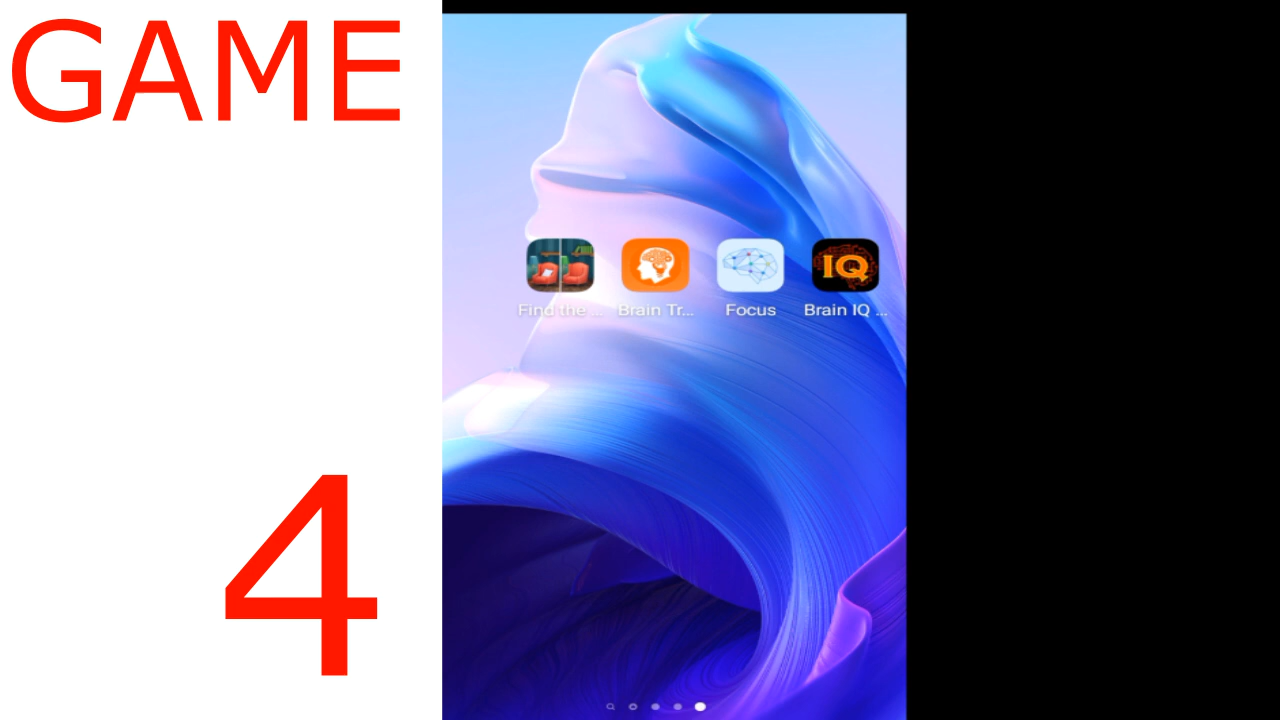 GAME
4
IQ
Find the ...
Brain Tr...
Focus
Brain IQ ...